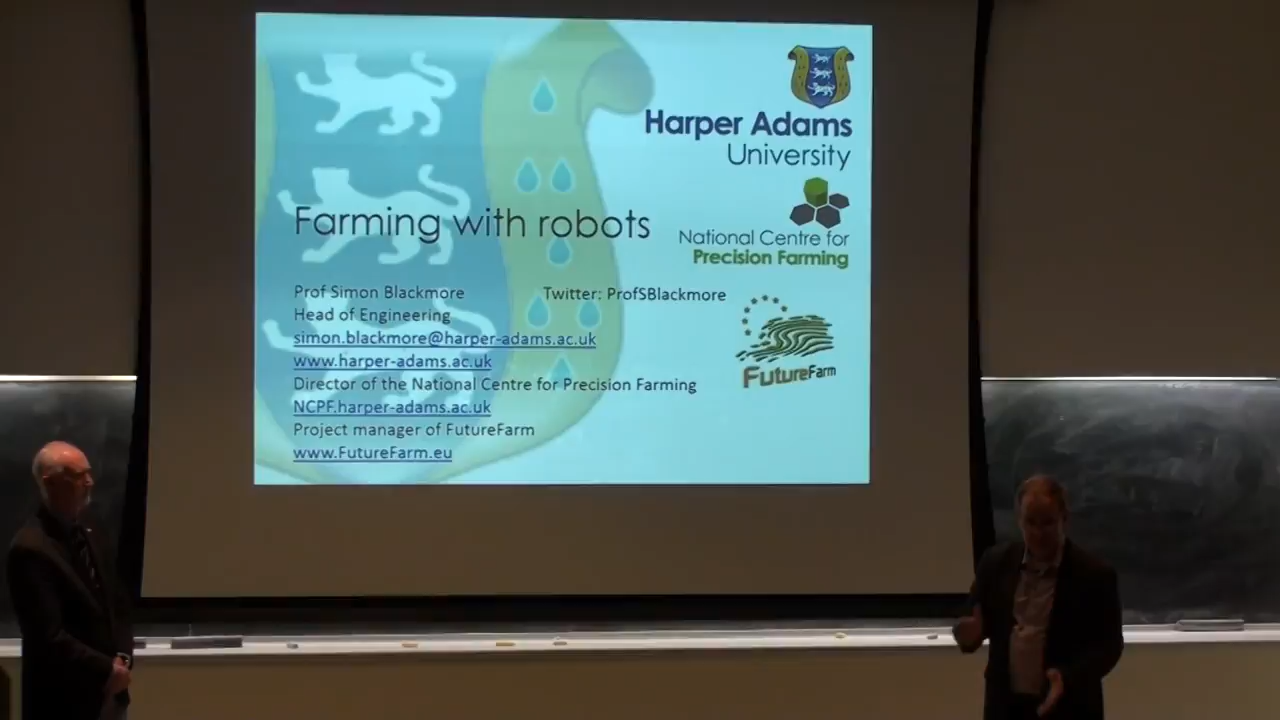 Harper Adams
University
Farming with robots
National Centre for
Precision Farming
Prof Simon Blackmore
Twitter: ProfSBlackmore
Head of Engineering
simon.blackmore@harper-adams.ac.uk
www.harper-adams.ac.uk
FutureFarm
Director of the National Centre for Precision Farming
NCPF.harper-adams.ac.uk
Project manager of FutureFarm
www.FutureFarm.eu